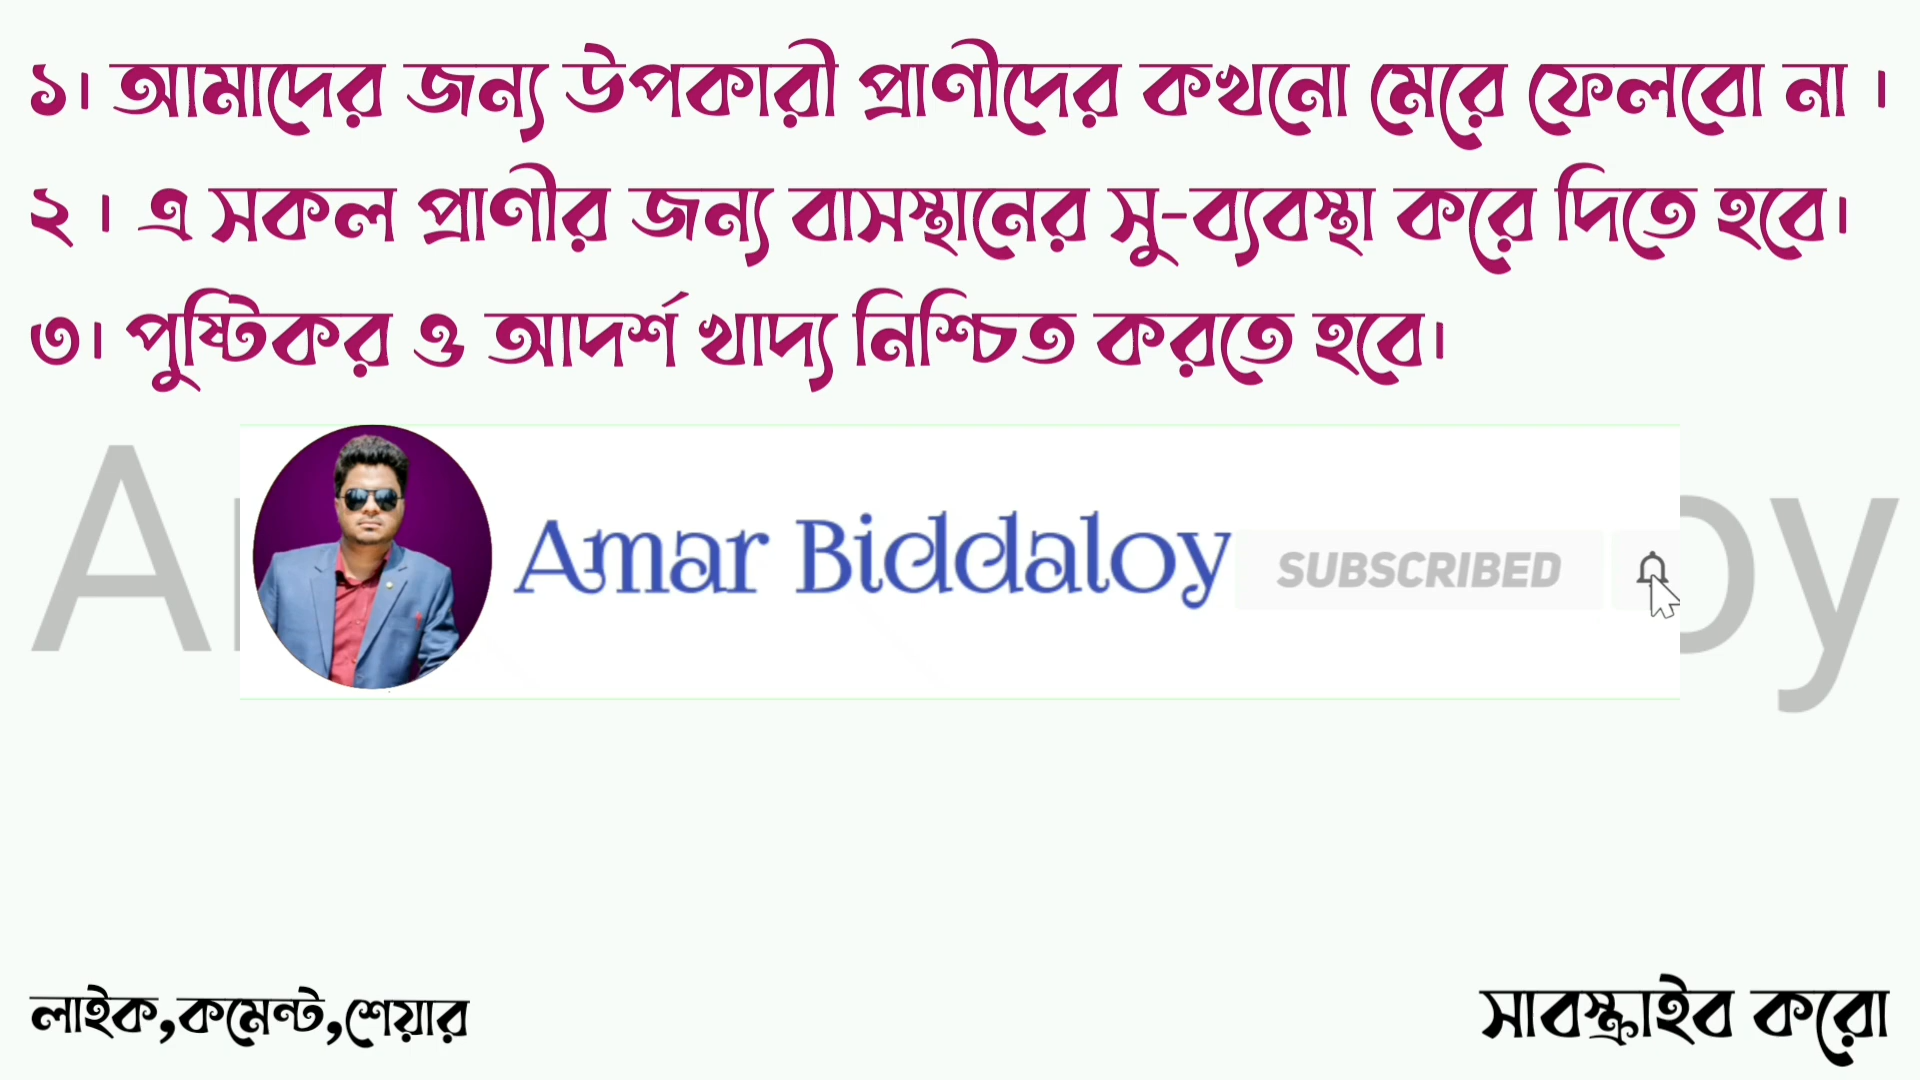 ১। আমাদের জন্য উপকারী প্রাণীদের কখনো মেরে ফেলবো না ।
২ । এ সকল প্রাণীর জন্য বাসস্থানের সু-ব্যবস্থা করে দিতে হবে।
৩। পুষ্টিকর ও আদর্শ খাদ্য নিশ্চিত করতে হবে।
Amar Biddaloy SUBSCRIBED
লাইক,কমেন্ট,শেয়ার
সাবস্ক্রাইব করো